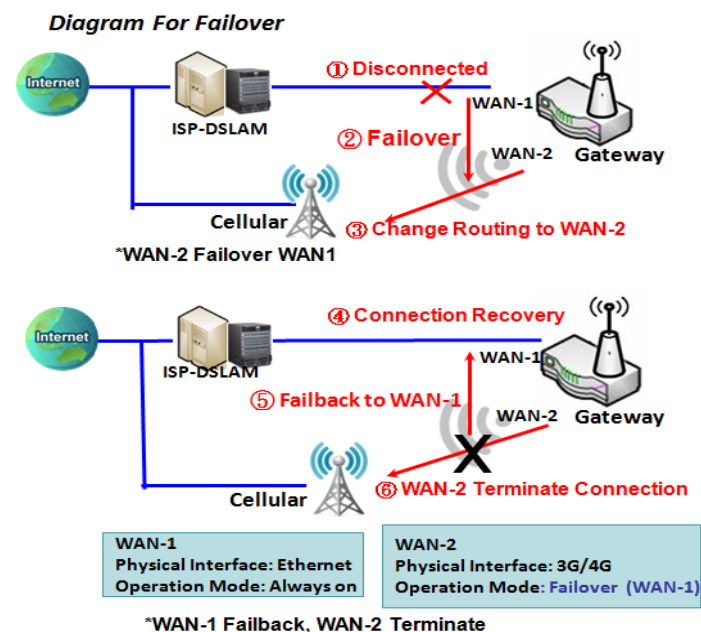 Diagram For Failover
Internet
ISP-DSLAM
① Disconnected
WAN-1
② Failover
WAN-2
Gateway
Cellular
③ Change Routing to WAN-2
*WAN-2 Failover WAN1
Internet
ISP-DSLAM
④ Connection Recovery
WAN-1
⑤ Failback to WAN-1
WAN-2
Gateway
Cellular
⑥ WAN-2 Terminate Connection
WAN-1
Physical Interface: Ethernet
Operation Mode: Always on
WAN-2
Physical Interface: 3G/4G
Operation Mode: Failover (WAN-1)
*WAN-1 Failback, WAN-2 Terminate